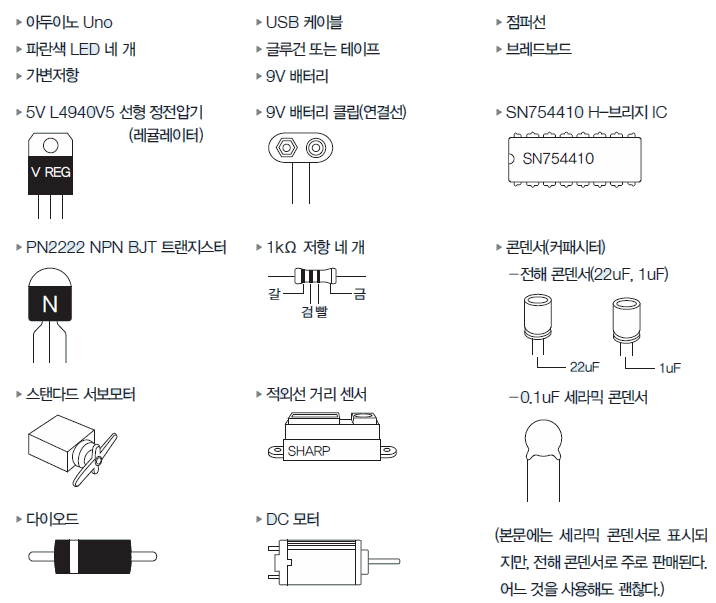 ▸ 아두이노 Uno
▸ 파란색 LED 네 개
▸ 가변저항
▸ USB 케이블
▸ 글루건 또는 테이프
▸ 9V 배터리
▸ 점퍼선
▸ 브레드보드
▸ 5V L4940V5 선형 정전압기
(레귤레이터)
V REG
▸ 9V 배터리 클립(연결선)
▸ SN754410 H-브리지 IC
SN754410
▸ PN2222 NPN BJT 트랜지스터
N
▸ 1kΩ 저항 네 개
갈
금
검 빨
▸ 콘덴서(커패시터)
-전해 콘덴서(22uF, 1uF)
22uF
1uF
-0.1uF 세라믹 콘덴서
▸ 스탠다드 서보모터
▸ 적외선 거리 센서
SHARP
▸ 다이오드
▸ DC 모터
(본문에는 세라믹 콘덴서로 표시되
지만, 전해 콘덴서로 주로 판매된다.
어느 것을 사용해도 괜찮다.)